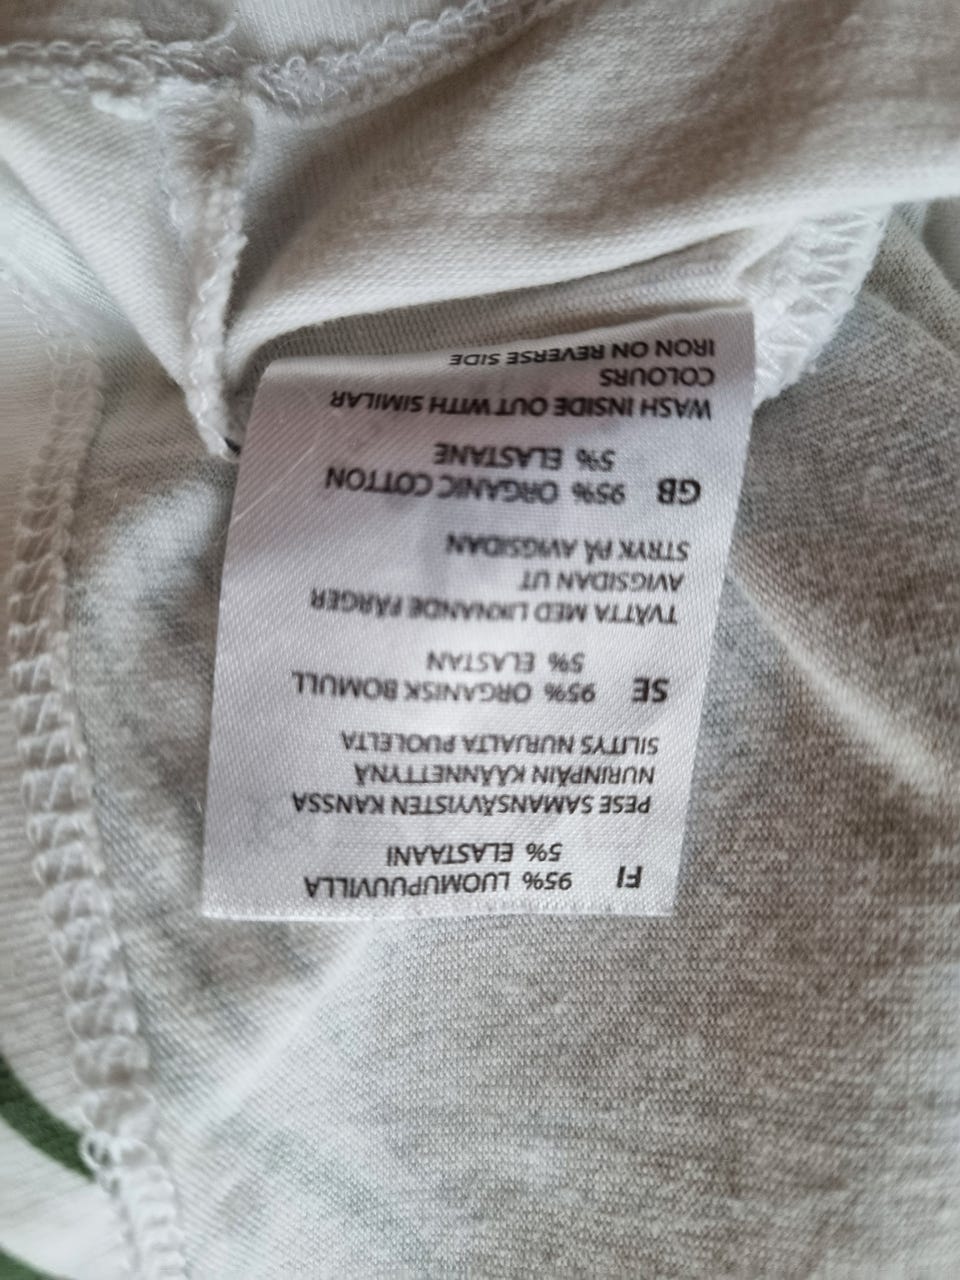 FI 95% LUOMUPUUVILLA
5% ELASTAANI
PESE SAMANSÄVYISTEN KANSSA
NURINPÄIN KÄÄNNETTYNÄ
SILITYS NURJALTA PUOLELTA
SE 95% ORGANISK BOMULL
5% ELASTAN
TVÄTTA MED LIKNANDE FÄRGER
AVIGSIDAN UT
STRYK PÅ AVIGSIDAN
GB 95% ORGANIC COTTON
5% ELASTANE
WASH INSIDE OUT WITH SIMILAR
COLOURS
IRON ON REVERSE SIDE